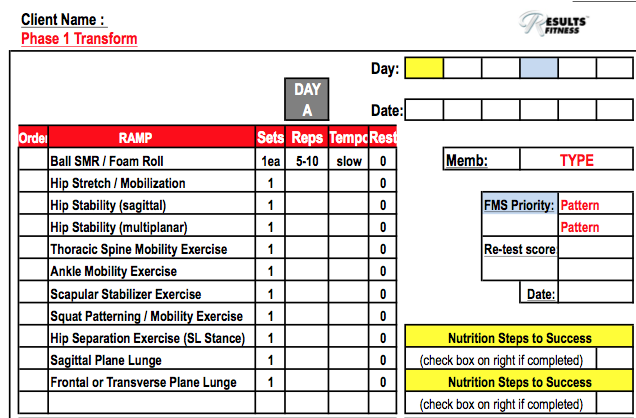 Client Name :
RESULTS
FITNESS
Phase 1 Transform
Day:
DAY
A
Date:
Order RAMP Sets Reps Tempo Rest
Ball SMR / Foam Roll 1ea 5-10 slow 0
Memb: TYPE
Hip Stretch / Mobilization 1 0
Hip Stability (sagittal) 1 0
FMS Priority: Pattern
Hip Stability (multiplanar) 1 0
Pattern
Thoracic Spine Mobility Exercise 1 0
Re-test score
Ankle Mobility Exercise 1 0
Scapular Stabilizer Exercise 1 0
Date:
Squat Patterning / Mobility Exercise 1 0
Hip Separation Exercise (SL Stance) 1 0
Nutrition Steps to Success
Sagittal Plane Lunge 1 0
(check box on right if completed)
Frontal or Transverse Plane Lunge 1 0
Nutrition Steps to Success
(check box on right if completed)